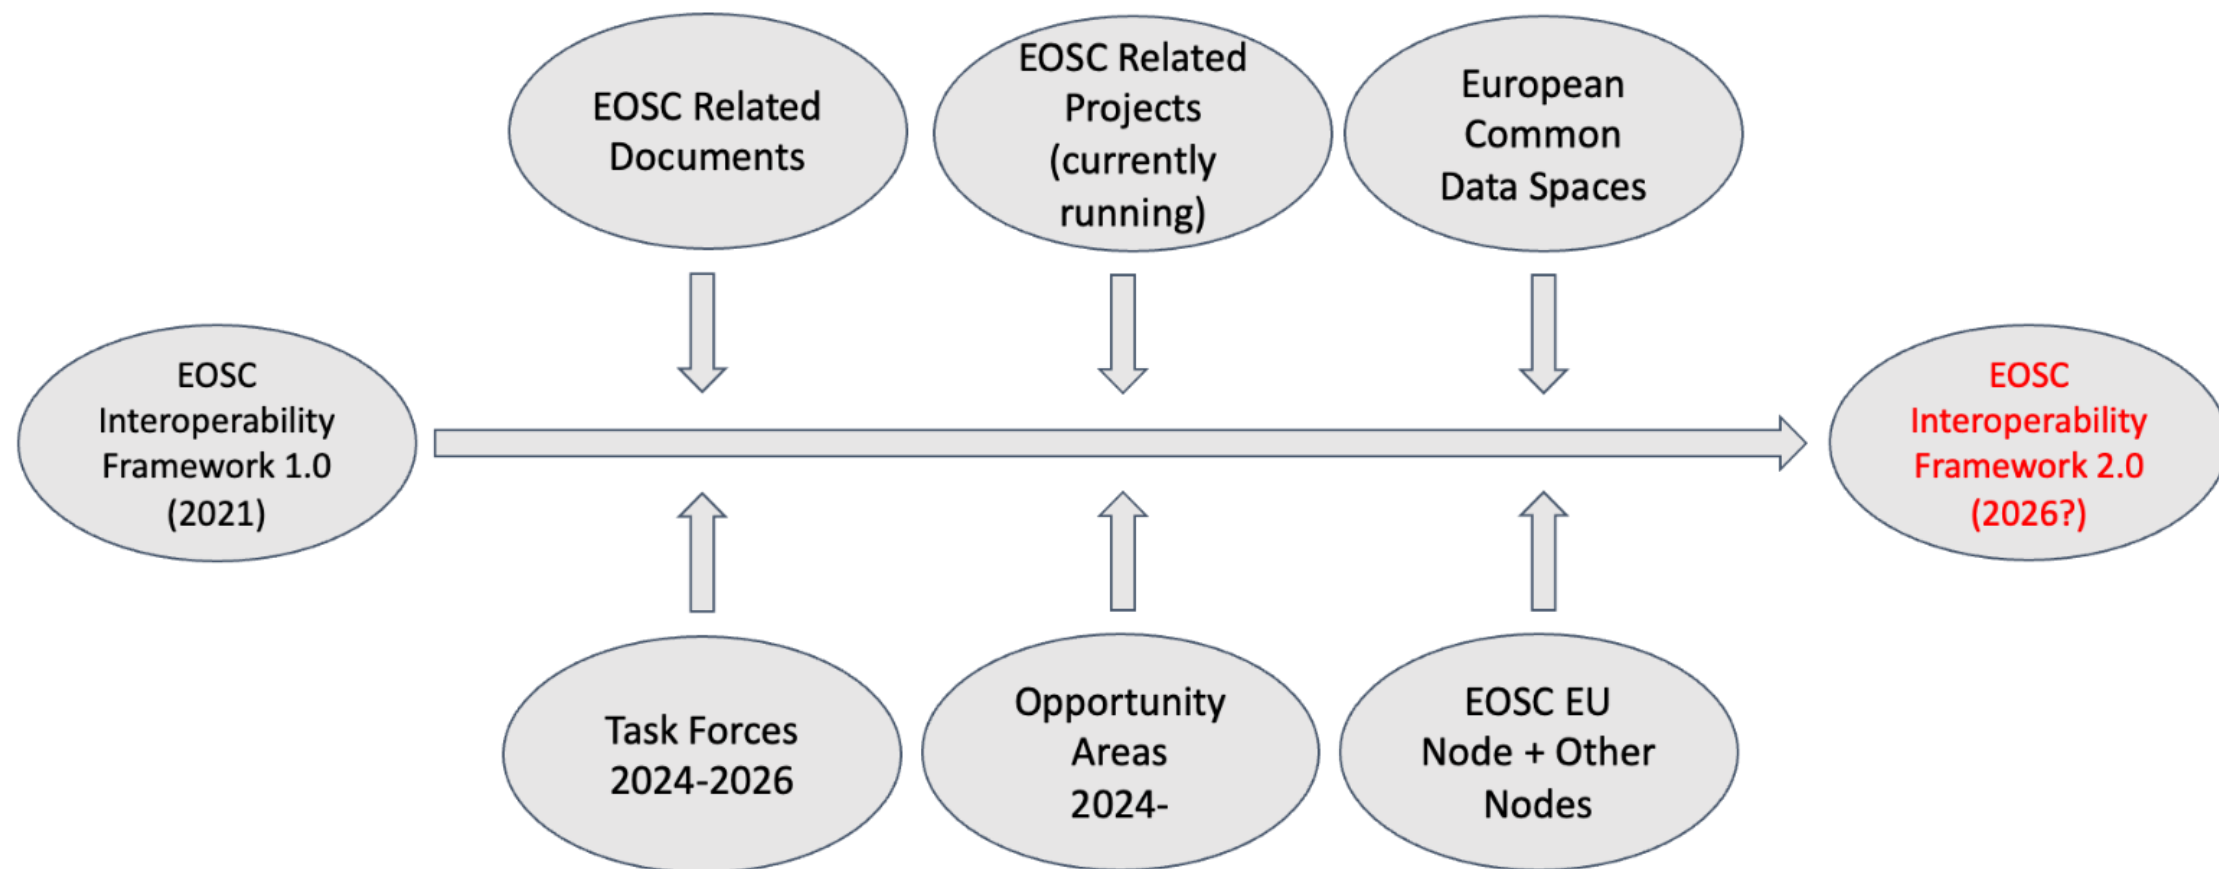 EOSC Related
Documents
EOSC Related
Projects
(currently
running)
European
Common
Data Spaces
EOSC
Interoperability
Framework 1.0
(2021)
EOSC
Interoperability
Framework 2.0
(2026?)
Task Forces
2024-2026
Opportunity
Areas
2024-
EOSC EU
Node + Other
Nodes